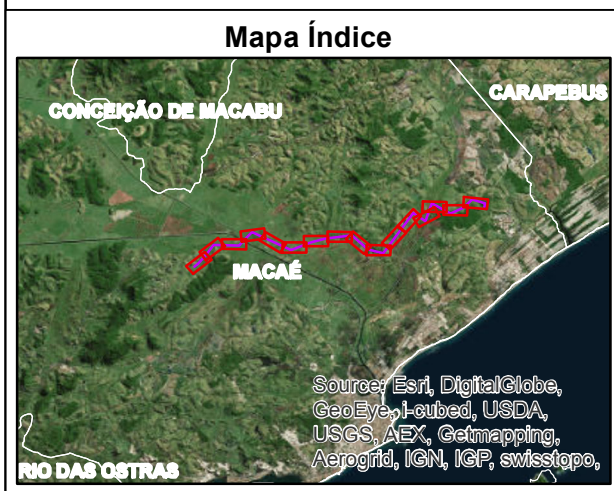 Mapa Índice
CONCEIÇÃO DE MACABU
CARAPEBUS
MACAÉ
RIO DAS OSTRAS
Source: Esri, DigitalGlobe,
GeoEye, i-cubed, USDA,
USGS, AEX, Getmapping,
Aerogrid, IGN, IGP, swisstopo,